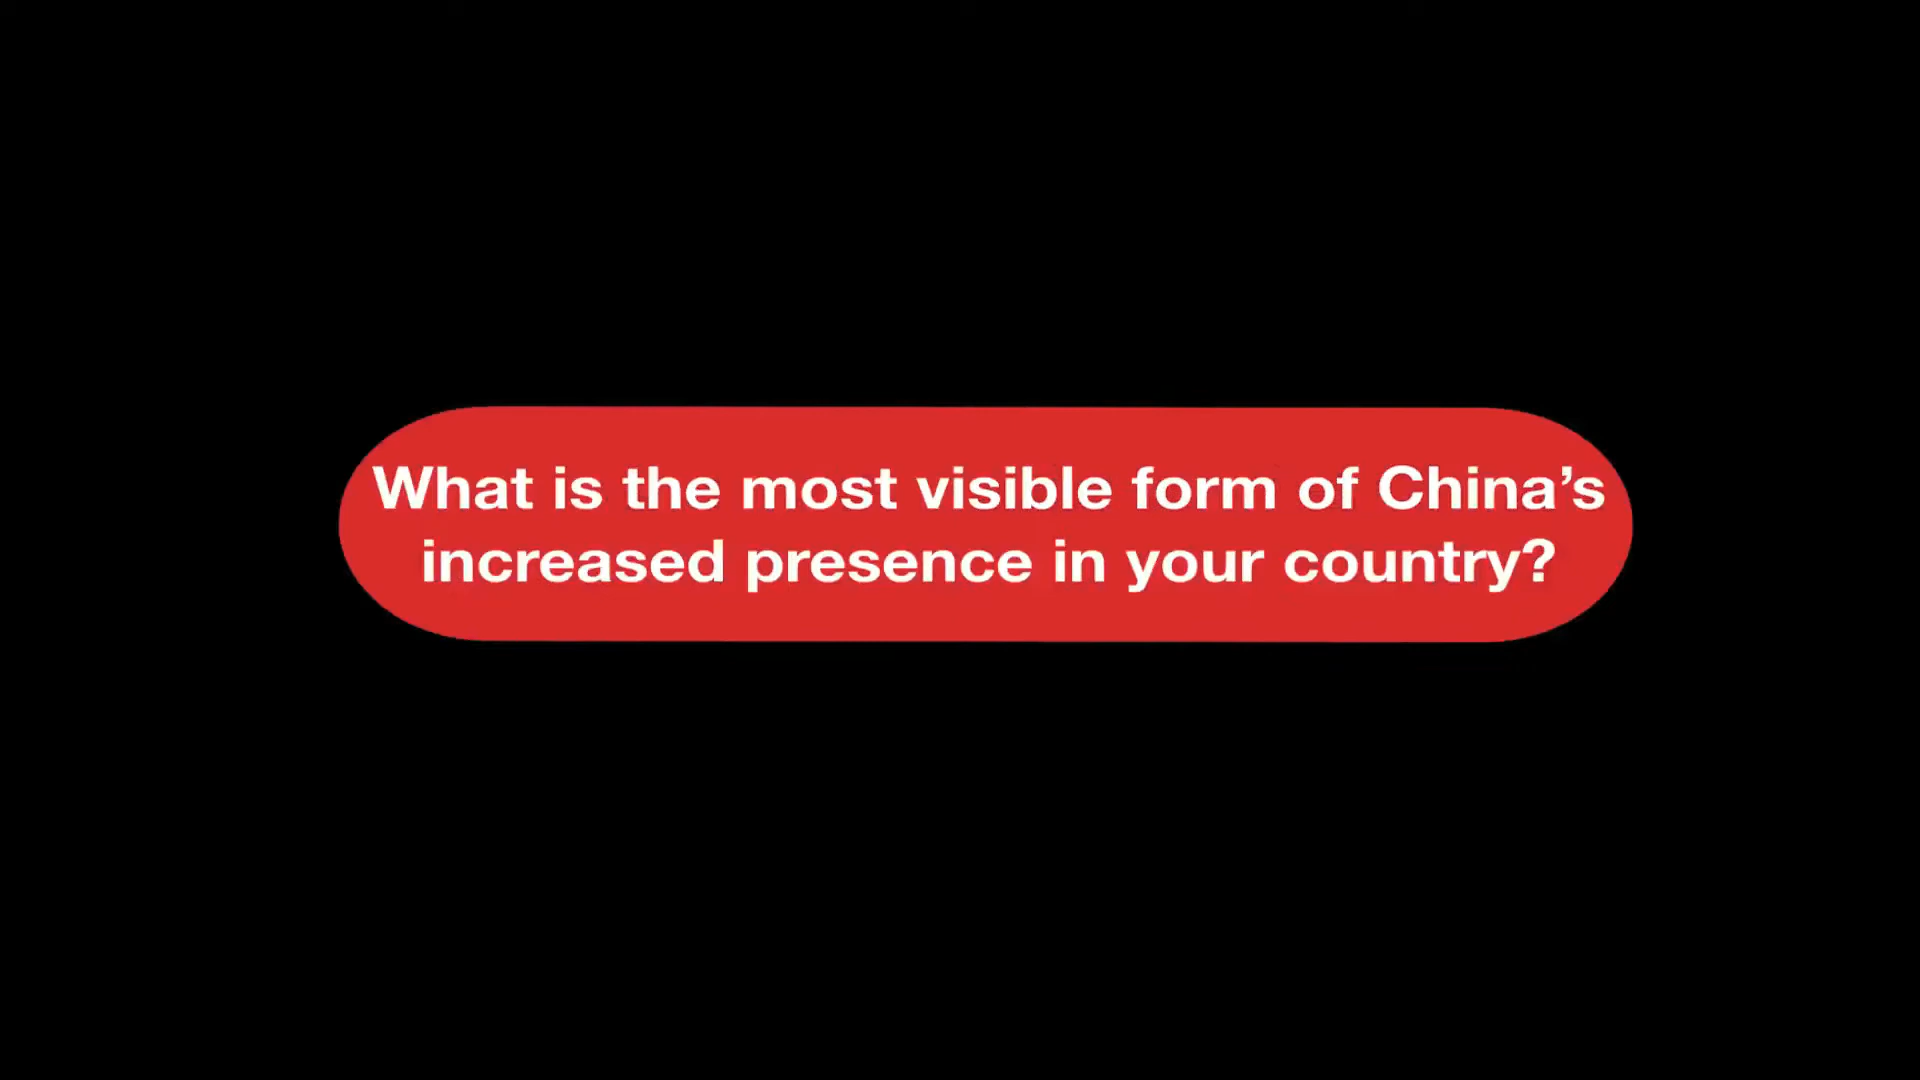 What is the most visible form of China’s
increased presence in your country?